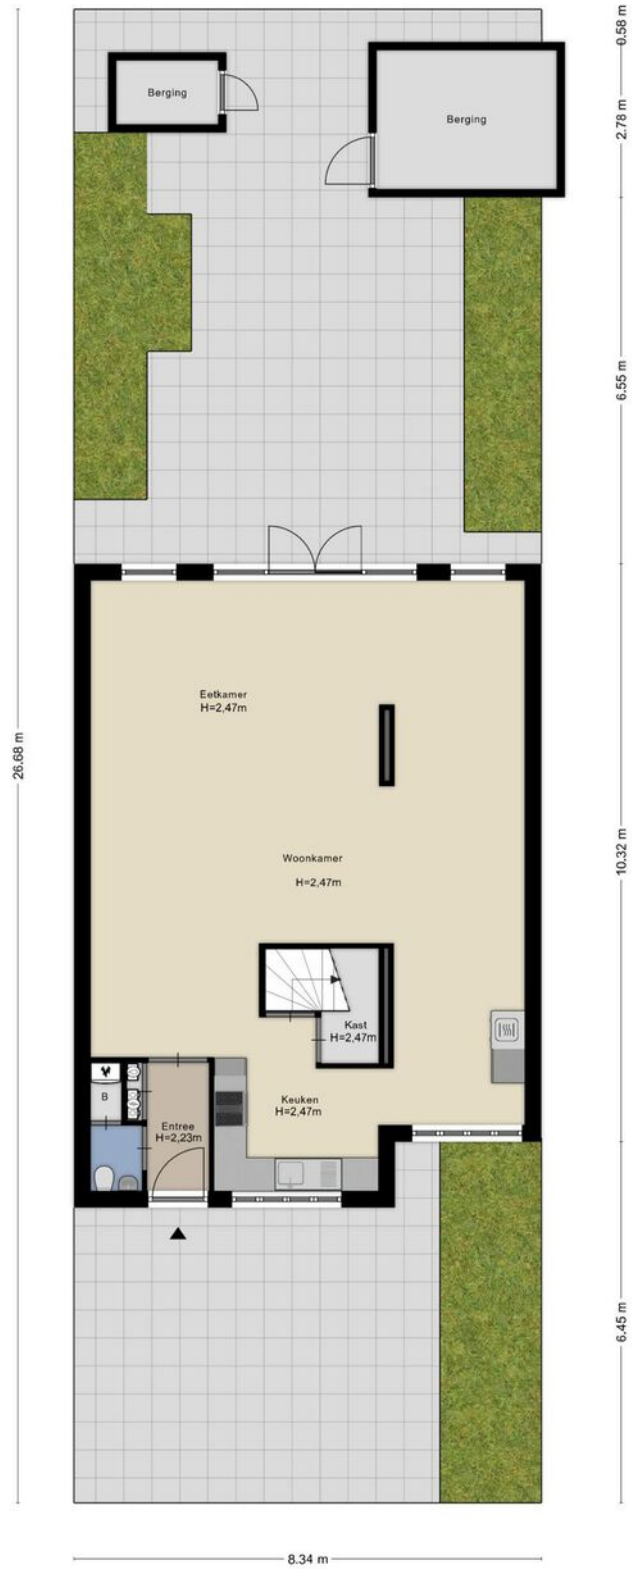 0.58 m
Berging
Berging
2.78 m
6.55 m
Eetkamer
H=2,47m
26.68 m
10.32 m
Woonkamer
H=2,47m
Kast
H=2,47m
B
Keuken
H=2,47m
Entree
H=2,23m
6.45 m
8.34 m